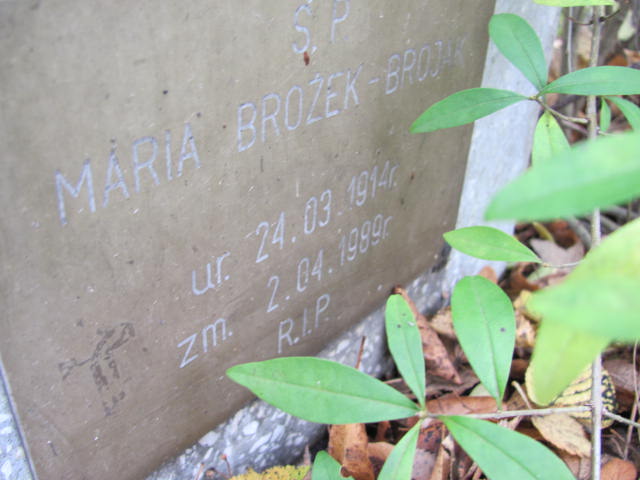 Ś.P.
MARIA BROŻEK-BROJAK
ur. 24.03.1914r.
zm. 2.04.1989r.
R.I.P.